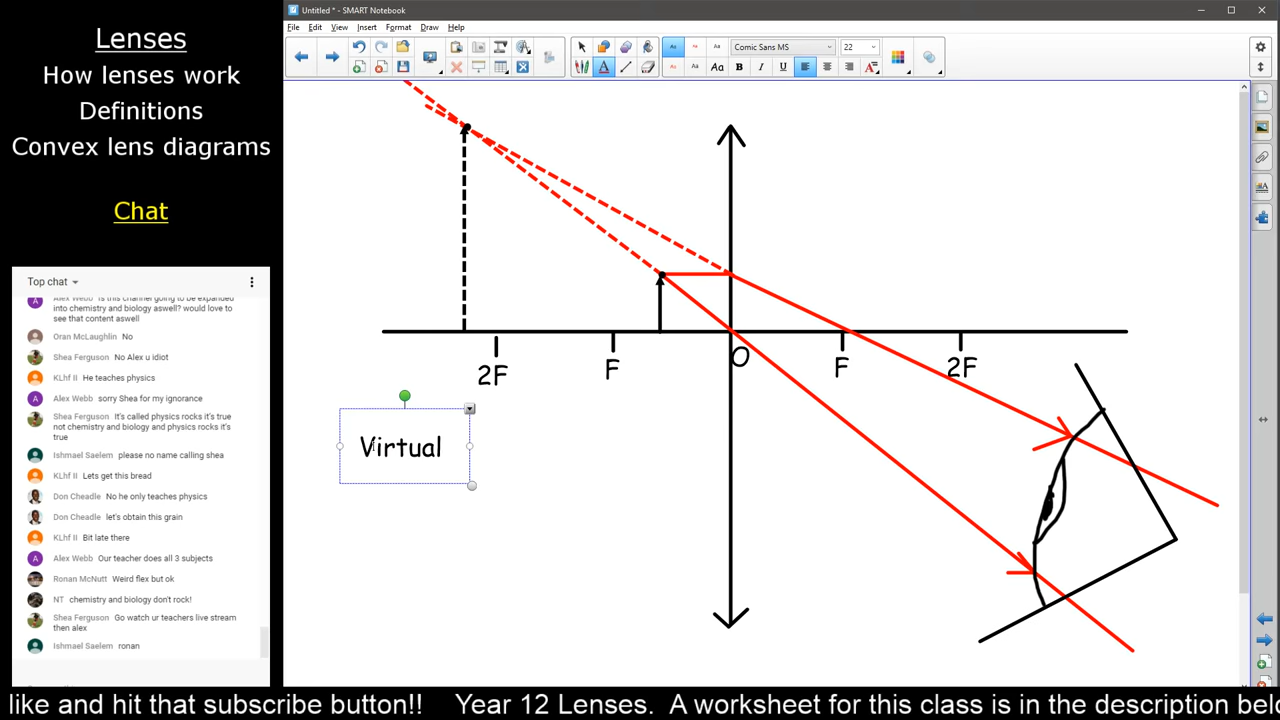 Lenses
How lenses work
Definitions
Convex lens diagrams
Chat
Top chat
Alex Webb Is this channel going to be expanded
into chemistry and biology aswell? would love to
see that content aswell
Oran McLaughlin No
Shea Ferguson No Alex u idiot
KLhf II He teaches physics
Alex Webb sorry Shea for my ignorance
Shea Ferguson It's called physics rocks it's true
not chemistry and biology and physics rocks it's
true
Ishmael Saelem please no name calling shea
KLhf II Lets get this bread
Don Cheadle No he only teaches physics
Don Cheadle let's obtain this grain
KLhf II Bit late there
Alex Webb Our teacher does all 3 subjects
Ronan McNutt Weird flex but ok
NT chemistry and biology don't rock!
Shea Ferguson Go watch ur teachers live stream
then alex
Ishmael Saelem ronan
Untitled * - SMART Notebook
File Edit View Insert Format Draw Help
Comic Sans MS 22
Aa B I U
2F F O F 2F
Virtual
like and hit that subscribe button!! Year 12 Lenses. A worksheet for this class is in the description belo